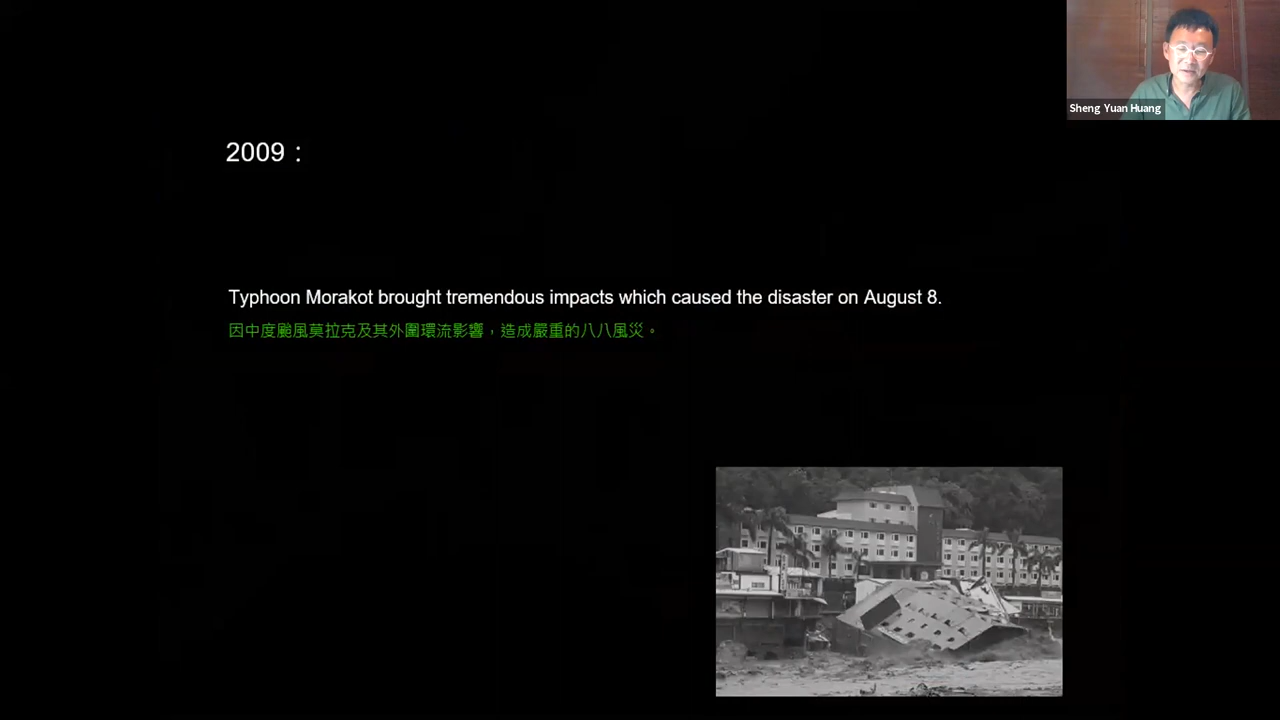 Sheng Yuan Huang
2009：
Typhoon Morakot brought tremendous impacts which caused the disaster on August 8.
因中度颱風莫拉克及其外圍環流影響，造成嚴重的八八風災。